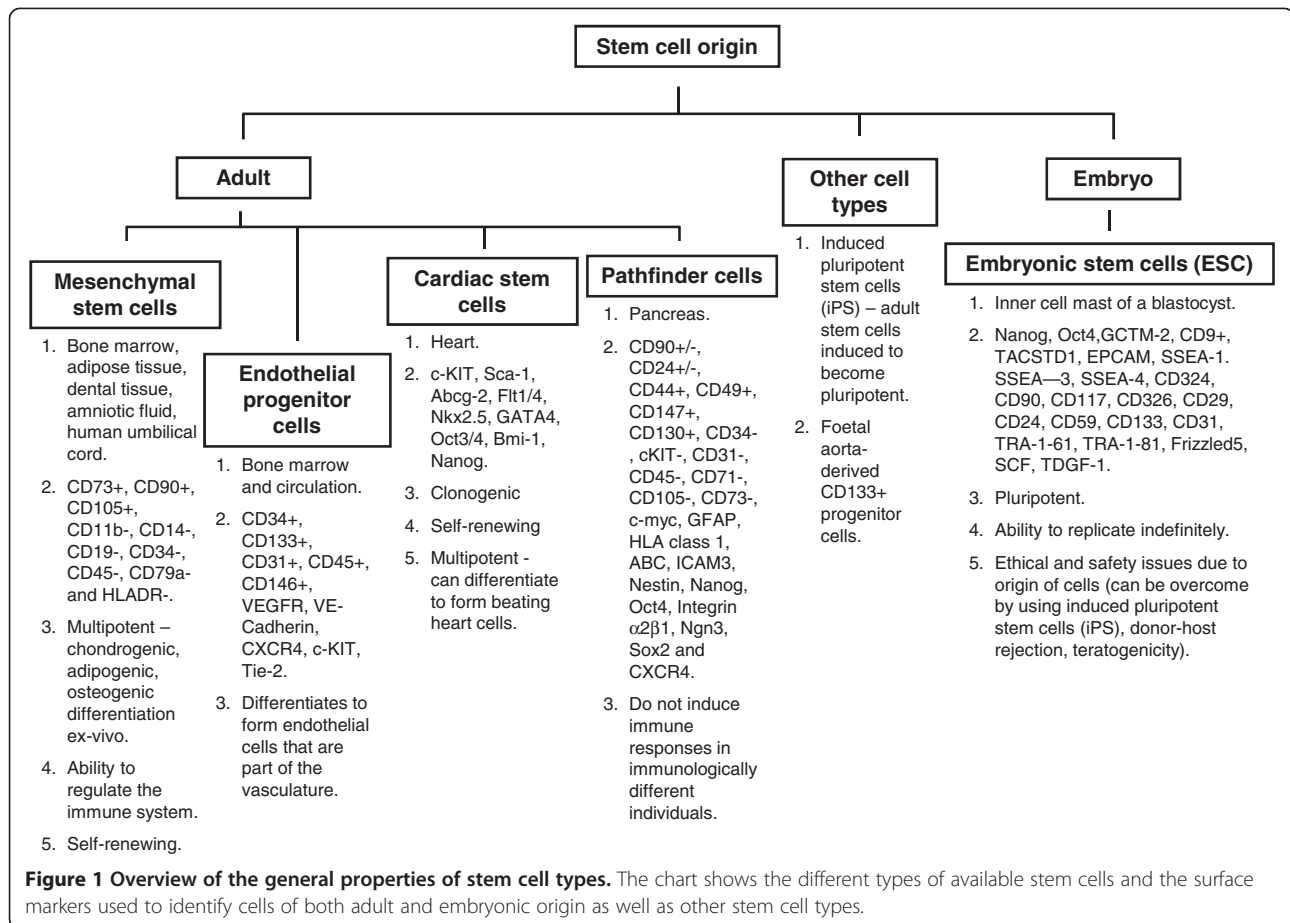 Stem cell origin
Adult
Other cell
types
Embryo
Mesenchymal
stem cells
1. Bone marrow,
adipose tissue,
dental tissue,
amniotic fluid,
human umbilical
cord.
2. CD73+, CD90+,
CD105+,
CD11b-, CD14-,
CD19-, CD34-,
CD45-, CD79a-
and HLADR-.
3. Multipotent –
chondrogenic,
adipogenic,
osteogenic
differentiation
ex-vivo.
4. Ability to
regulate the
immune system.
5. Self-renewing.
Endothelial
progenitor
cells
1. Bone marrow
and circulation.
2. CD34+,
CD133+,
CD31+, CD45+,
CD146+,
VEGFR, VE-
Cadherin,
CXCR4, c-KIT,
Tie-2.
3. Differentiates to
form endothelial
cells that are
part of the
vasculature.
Cardiac stem
cells
1. Heart.
2. c-KIT, Sca-1,
Abcg-2, Flt1/4,
Nkx2.5, GATA4,
Oct3/4, Bmi-1,
Nanog.
3. Clonogenic
4. Self-renewing
5. Multipotent -
can differentiate
to form beating
heart cells.
Pathfinder cells
1. Pancreas.
2. CD90+/-,
CD24+/-,
CD44+, CD49+,
CD147+,
CD130+, CD34-
, cKIT-, CD31-,
CD45-, CD71-,
CD105-, CD73-,
c-myc, GFAP,
HLA class 1,
ABC, ICAM3,
Nestin, Nanog,
Oct4, Integrin
α2β1, Ngn3,
Sox2 and
CXCR4.
3. Do not induce
immune
responses in
immunologically
different
individuals.
1. Induced
pluripotent
stem cells
(iPS) – adult
stem cells
induced to
become
pluripotent.
2. Foetal
aorta-
derived
CD133+
progenitor
cells.
Embryonic stem cells (ESC)
1. Inner cell mast of a blastocyst.
2. Nanog, Oct4,GCTM-2, CD9+,
TACSTD1, EPCAM, SSEA-1.
SSEA—3, SSEA-4, CD324,
CD90, CD117, CD326, CD29,
CD24, CD59, CD133, CD31,
TRA-1-61, TRA-1-81, Frizzled5,
SCF, TDGF-1.
3. Pluripotent.
4. Ability to replicate indefinitely.
5. Ethical and safety issues due to
origin of cells (can be overcome
by using induced pluripotent
stem cells (iPS), donor-host
rejection, teratogenicity).
Figure 1 Overview of the general properties of stem cell types. The chart shows the different types of available stem cells and the surface
markers used to identify cells of both adult and embryonic origin as well as other stem cell types.